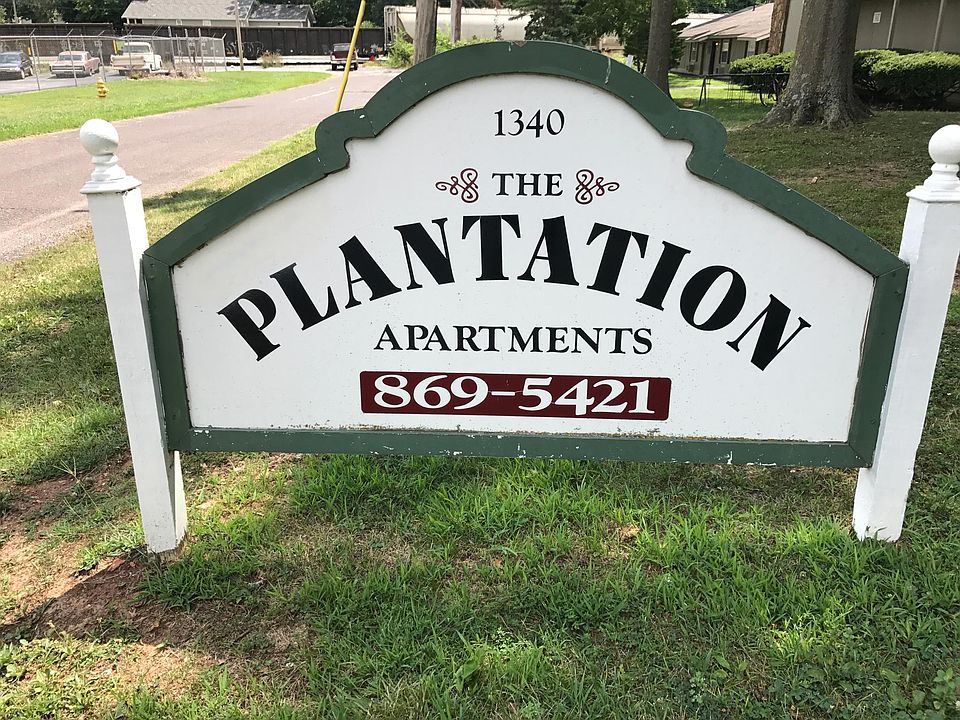 1340
THE
PLANTATION
APARTMENTS
869-5421